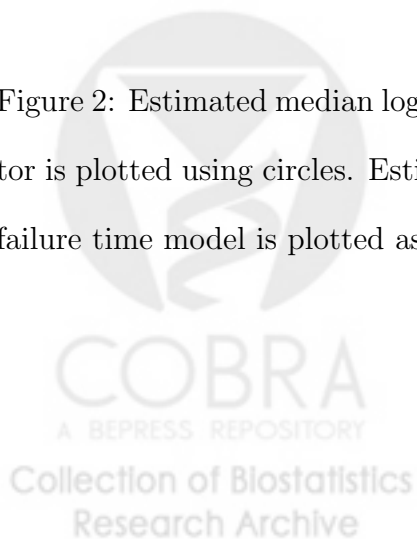 Figure 2: Estimated median log
tor is plotted using circles. Esti
failure time model is plotted as
COBRA
A BEPRESS REPOSITORY
Collection of Biostatistics
Research Archive